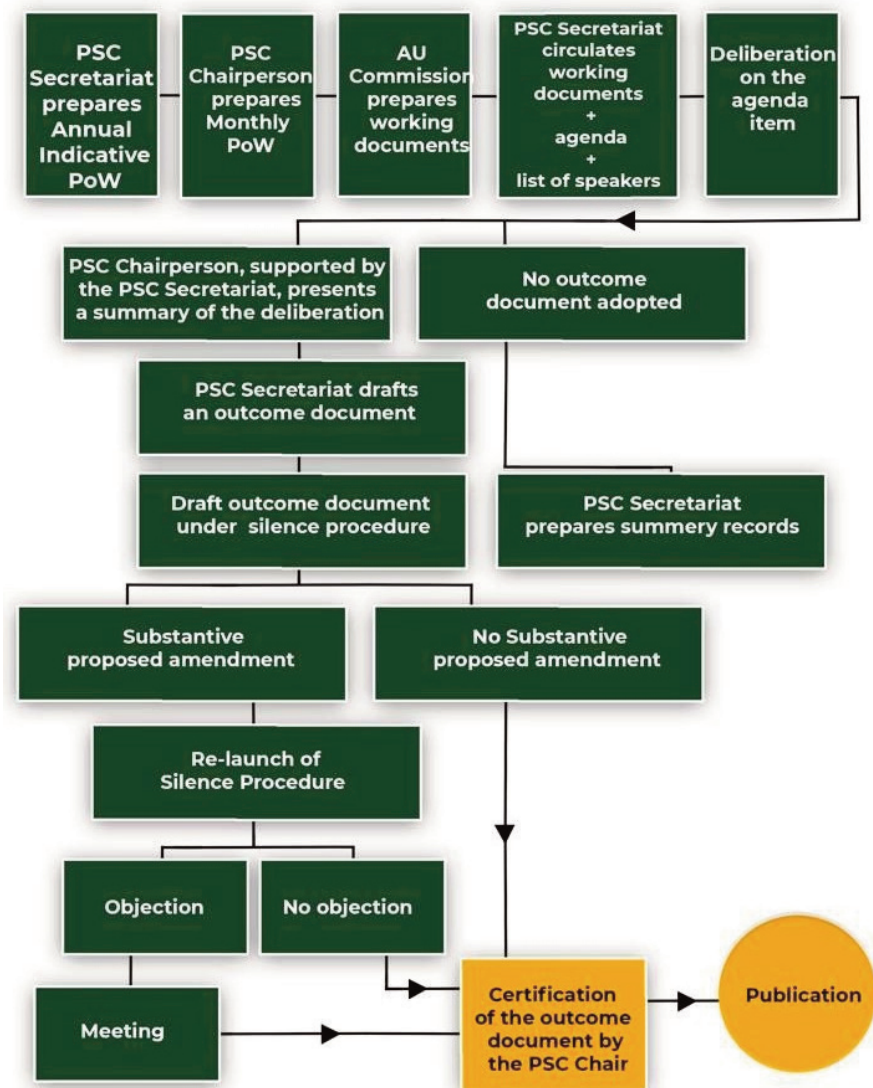 PSC
Secretariat
prepares
Annual
Indicative
PoW
PSC
Chairperson
prepares
Monthly
PoW
AU
Commission
prepares
working
documents
PSC Secretariat
circulates
working
documents
+
agenda
+
list of speakers
Deliberation
on the
agenda
item
PSC Chairperson, supported by
the PSC Secretariat, presents
a summary of the deliberation
No outcome
document adopted
PSC Secretariat drafts
an outcome document
Draft outcome document
under silence procedure
PSC Secretariat
prepares summery records
Substantive
proposed amendment
No Substantive
proposed amendment
Re-launch of
Silence Procedure
Objection
No objection
Meeting
Certification
of the outcome
document by
the PSC Chair
Publication